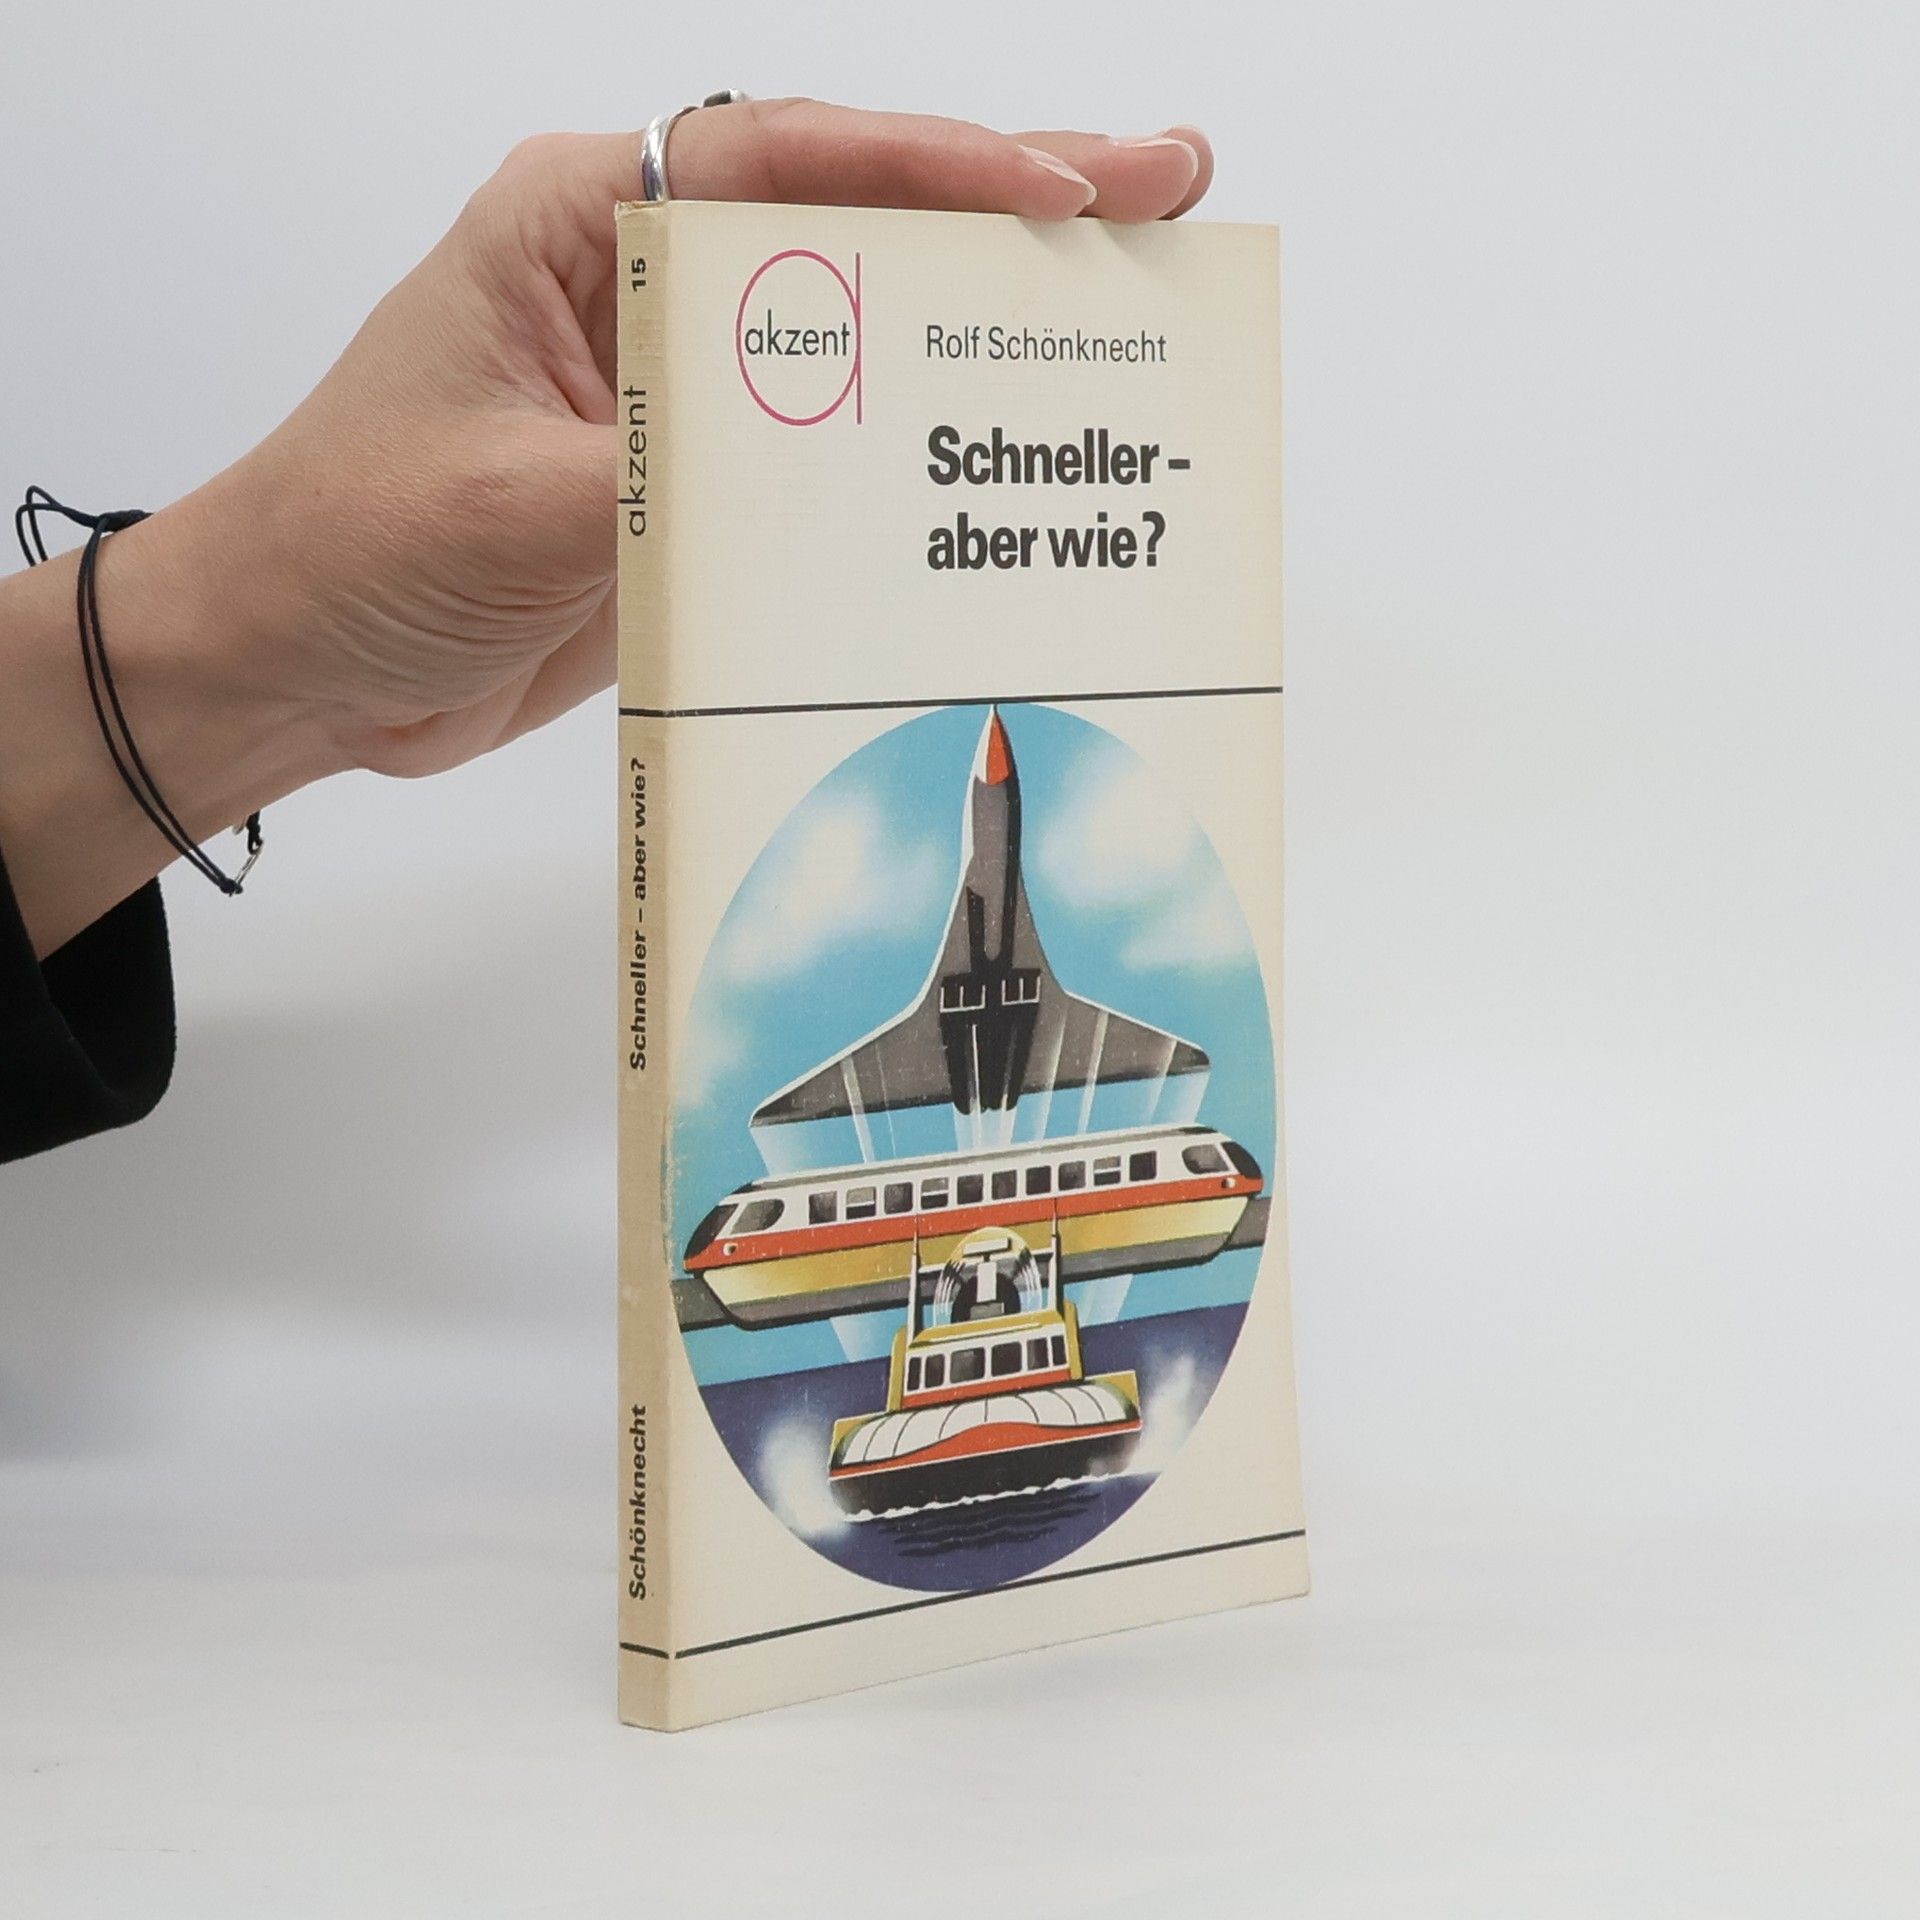 akzent
Rolf Schönknecht
Schneller –
aber wie?
Schönknecht Schneller – aber wie? akzent 15